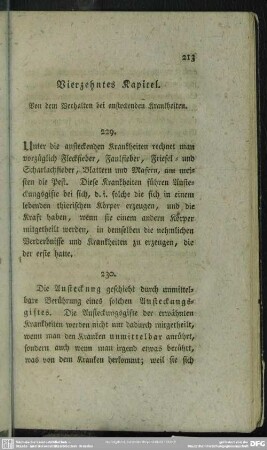 213
Vierzehntes Kapitel.
Von dem Verhalten bei ansteckenden Krankheiten.
229.
Unter die ansteckenden Krankheiten rechnet man
vorzüglich Fleckfieber, Faulfieber, Friesel- und
Scharlachfieber, Blattern und Masern, am mei-
sten die Pest. Diese Krankheiten führen Anstek-
kungsgifte bei sich, d. i. solche die sich in einem
lebenden thierischen Körper erzeugen, und die
Kraft haben, wenn sie einem andern Körper
mitgetheilt werden, in demselben die nehmlichen
Verderbnisse und Krankheiten zu erzeugen, die
der erste hatte.
230.
Die Ansteckung geschieht durch unmittel-
bare Berührung eines solchen Ansteckungs-
giftes. Die Ansteckungsgifte der erwähnten
Krankheiten werden nicht nur dadurch mitgetheilt,
wenn man den Kranken unmittelbar anrührt,
sondern auch wenn man irgend etwas berührt,
was von dem Kranken herkommt; weil sie sich
DFG